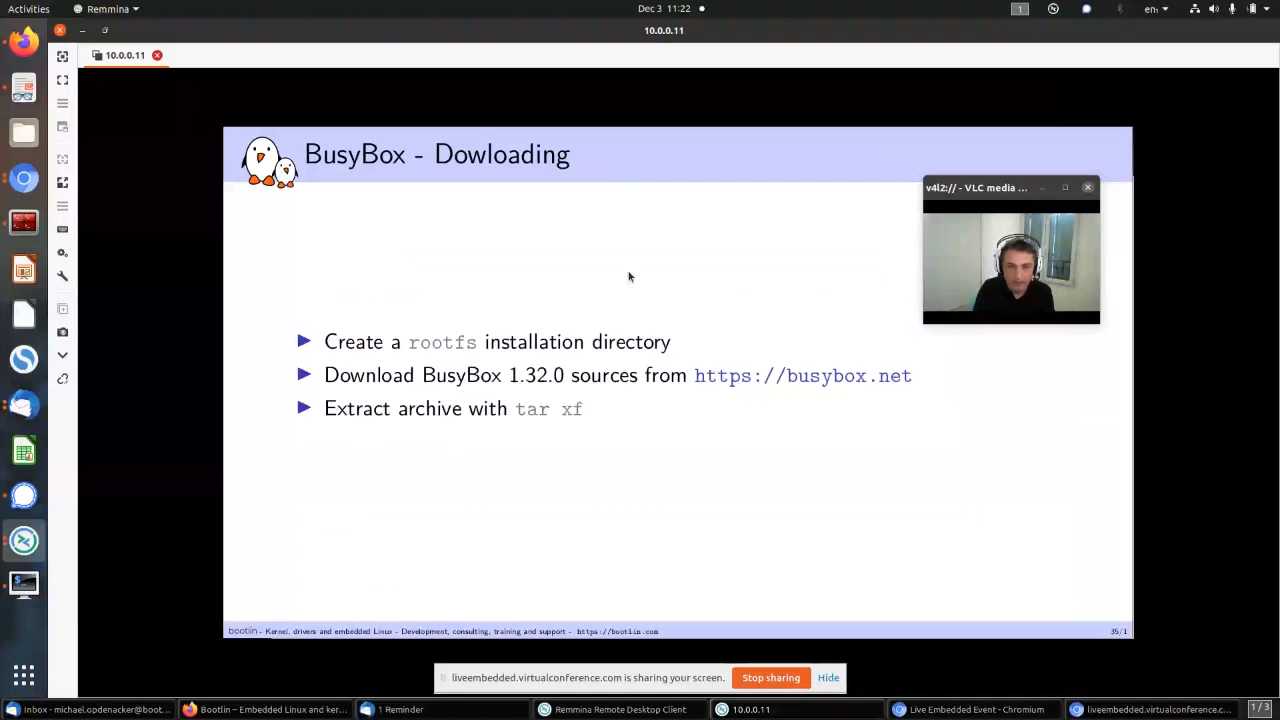 Activities
Remmina
Dec 3 11:22
1
en
10.0.0.11
10.0.0.11
BusyBox - Dowloading
v4l2:// - VLC media ...
Create a rootfs installation directory
Download BusyBox 1.32.0 sources from https://busybox.net
Extract archive with tar xf
bootlin - Kernel, drivers and embedded Linux - Development, consulting, training and support - https://bootlin.com
35/1
liveembedded.virtualconference.com is sharing your screen.
Stop sharing
Hide
Inbox - michael.opdenacker@boot...
Bootlin – Embedded Linux and ker...
1 Reminder
Remmina Remote Desktop Client
10.0.0.11
Live Embedded Event - Chromium
liveembedded.virtualconference.co...
1 / 3